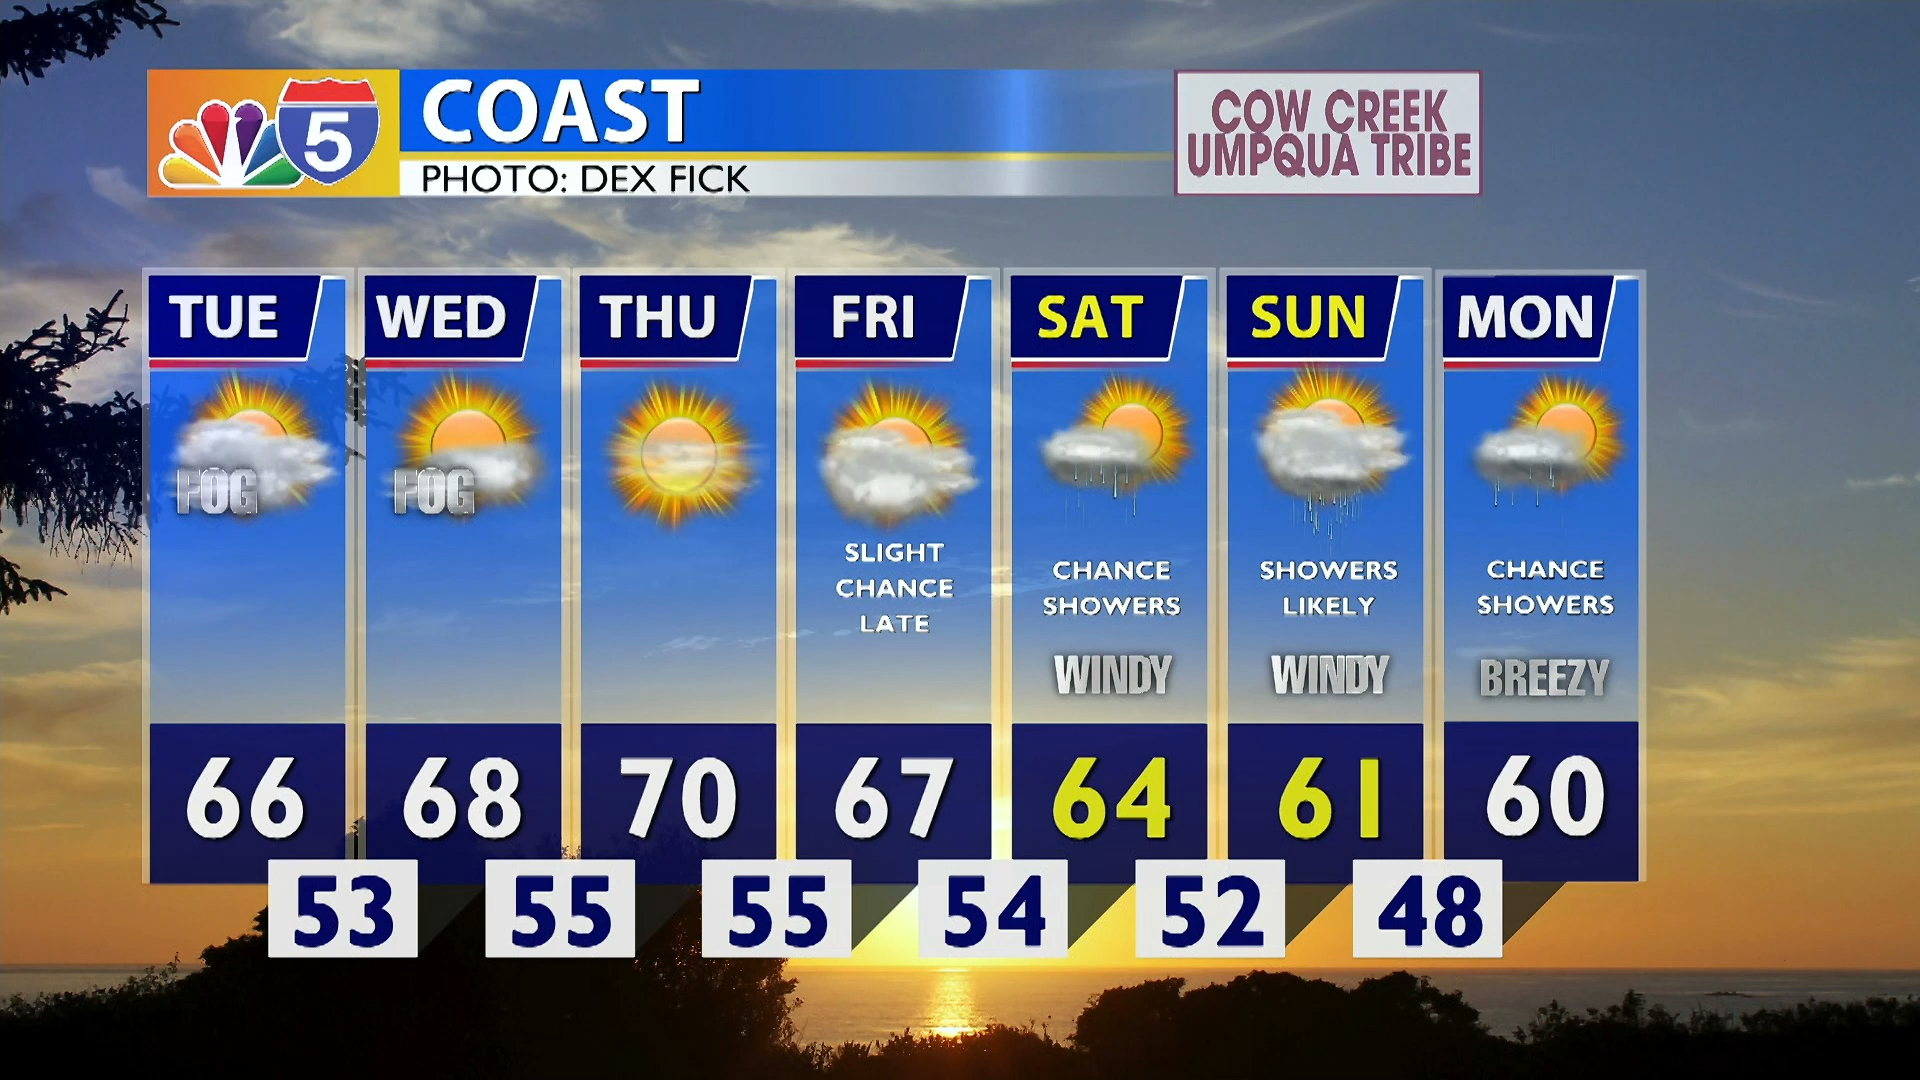 5
COAST
PHOTO: DEX FICK
COW CREEK
UMPQUA TRIBE
TUE
WED
THU
FRI
SAT
SUN
MON
FOG
FOG
SLIGHT
CHANCE
LATE
CHANCE
SHOWERS
WINDY
SHOWERS
LIKELY
WINDY
CHANCE
SHOWERS
BREEZY
66
68
70
67
64
61
60
53
55
55
54
52
48